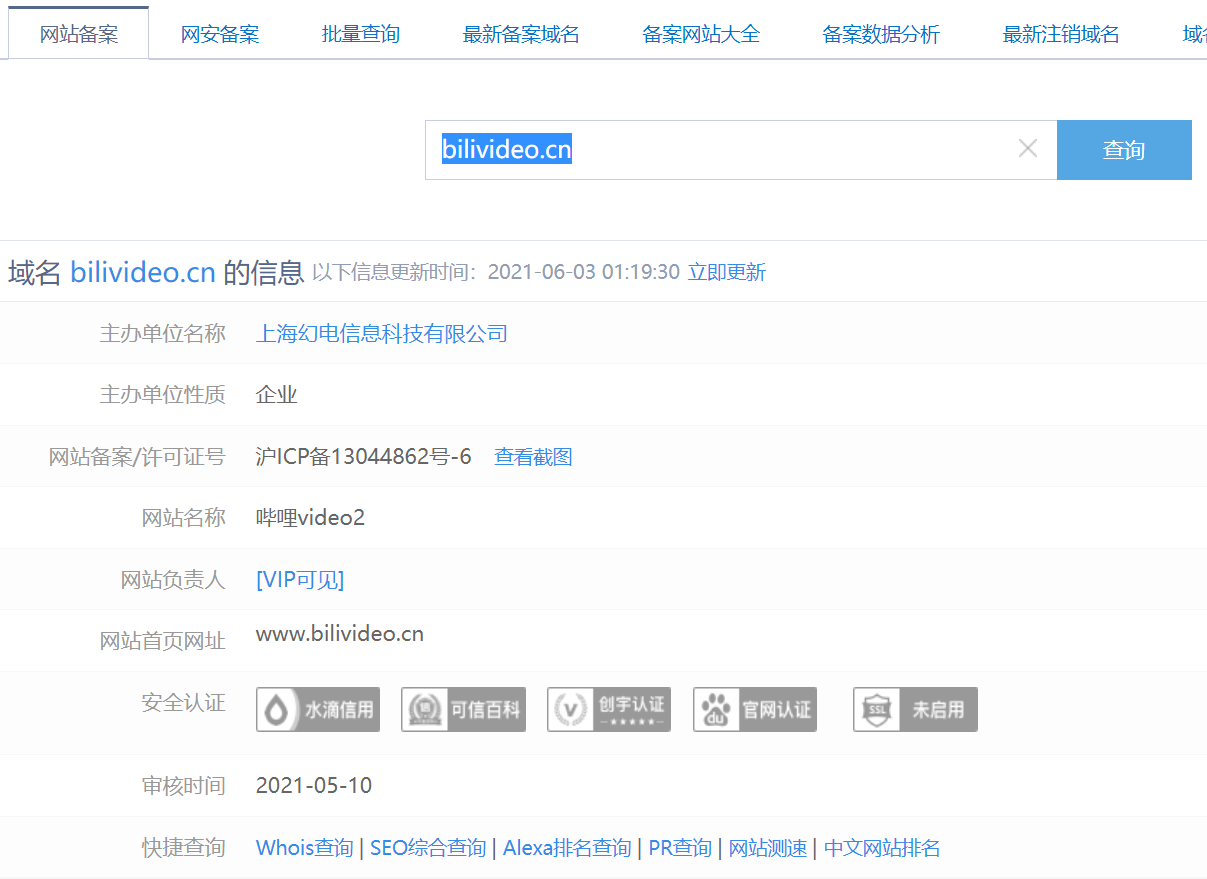 网站备案 网安备案 批量查询 最新备案域名 备案网站大全 备案数据分析 最新注销域名 域
bilivideo.cn 查询
域名 bilivideo.cn 的信息 以下信息更新时间：2021-06-03 01:19:30 立即更新
主办单位名称 上海幻电信息科技有限公司
主办单位性质 企业
网站备案/许可证号 沪ICP备13044862号-6 查看截图
网站名称 哔哩video2
网站负责人 [VIP可见]
网站首页网址 www.bilivideo.cn
安全认证 水滴信用 信 可信百科 V 创宇认证 du 官网认证 SSL 未启用
审核时间 2021-05-10
快捷查询 Whois查询 | SEO综合查询 | Alexa排名查询 | PR查询 | 网站测速 | 中文网站排名